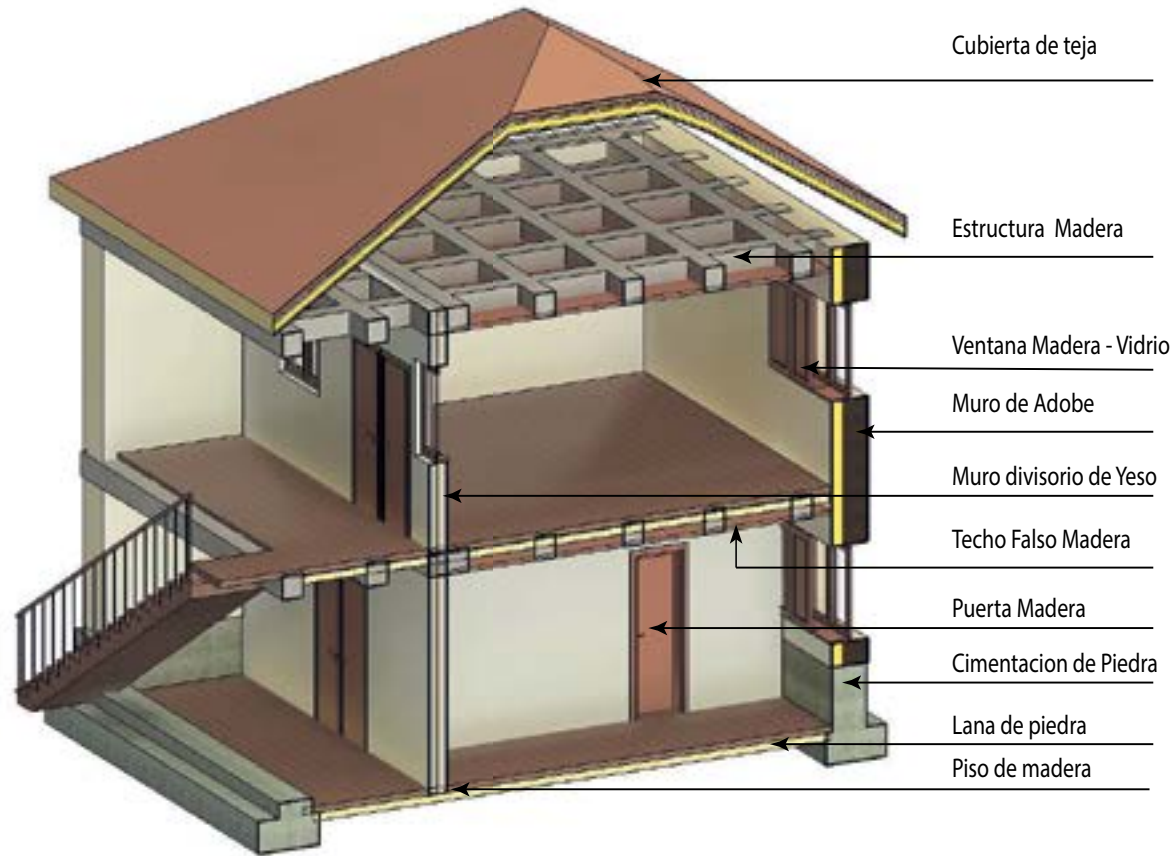 Cubierta de teja
Estructura Madera
Ventana Madera - Vidrio
Muro de Adobe
Muro divisorio de Yeso
Techo Falso Madera
Puerta Madera
Cimentacion de Piedra
Lana de piedra
Piso de madera